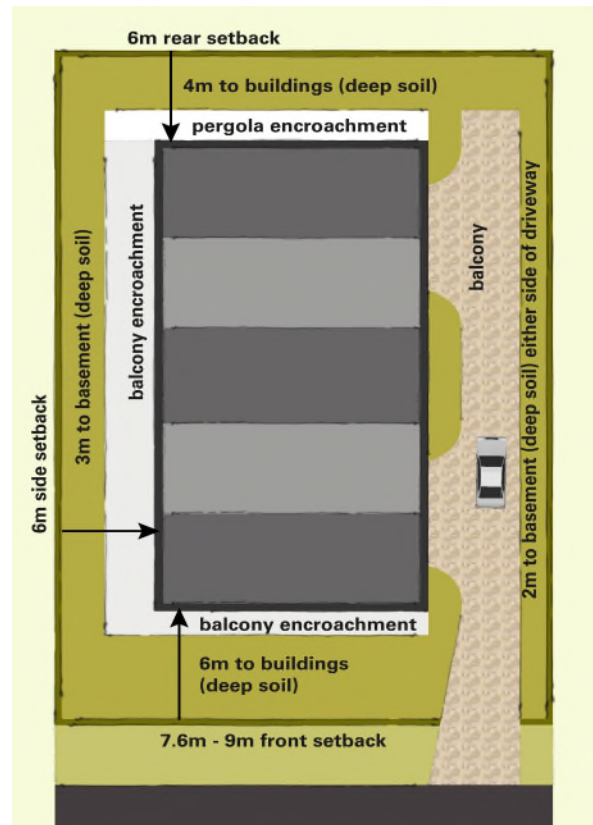 6m rear setback
4m to buildings (deep soil)
pergola encroachment
balcony encroachment
3m to basement (deep soil)
6m side setback
balcony
2m to basement (deep soil) either side of driveway
balcony encroachment
6m to buildings
(deep soil)
7.6m - 9m front setback